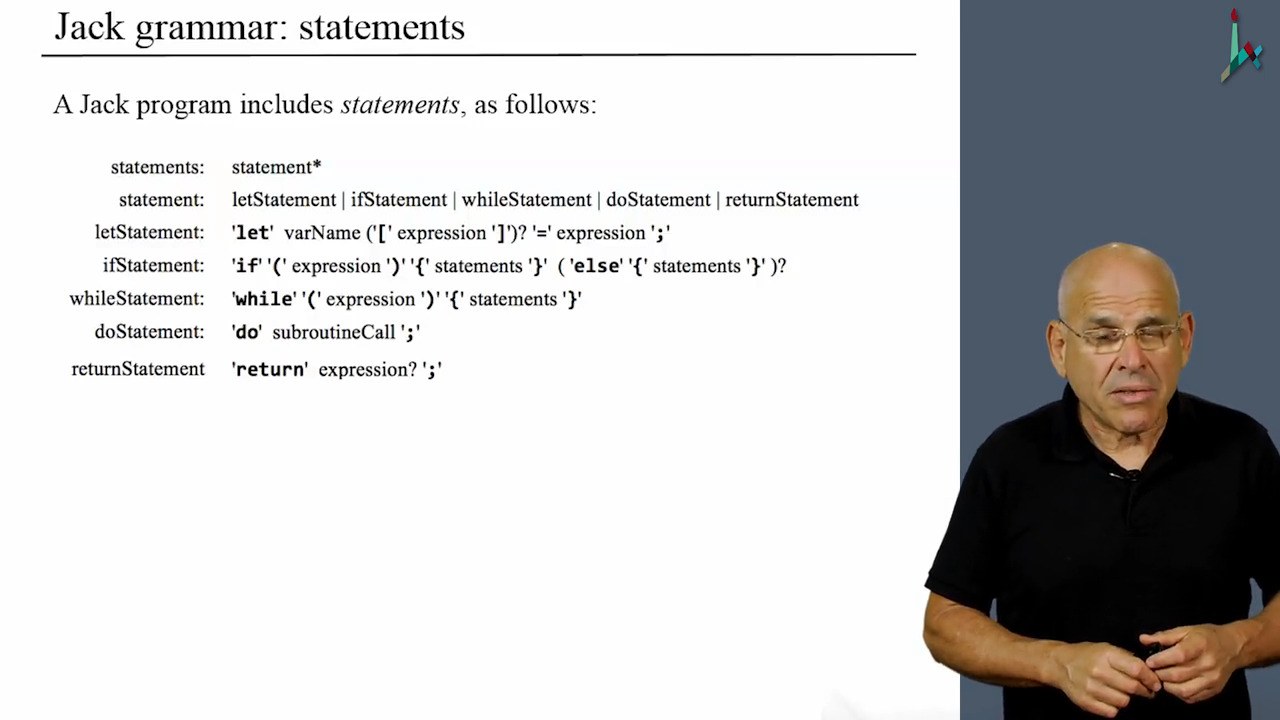 Jack grammar: statements
A Jack program includes statements, as follows:
statements: statement*
statement: letStatement | ifStatement | whileStatement | doStatement | returnStatement
letStatement: 'let' varName ('[' expression ']')? '=' expression ';'
ifStatement: 'if' '(' expression ')' '{' statements '}' ( 'else' '{' statements '}' )?
whileStatement: 'while' '(' expression ')' '{' statements '}'
doStatement: 'do' subroutineCall ';'
returnStatement 'return' expression? ';'